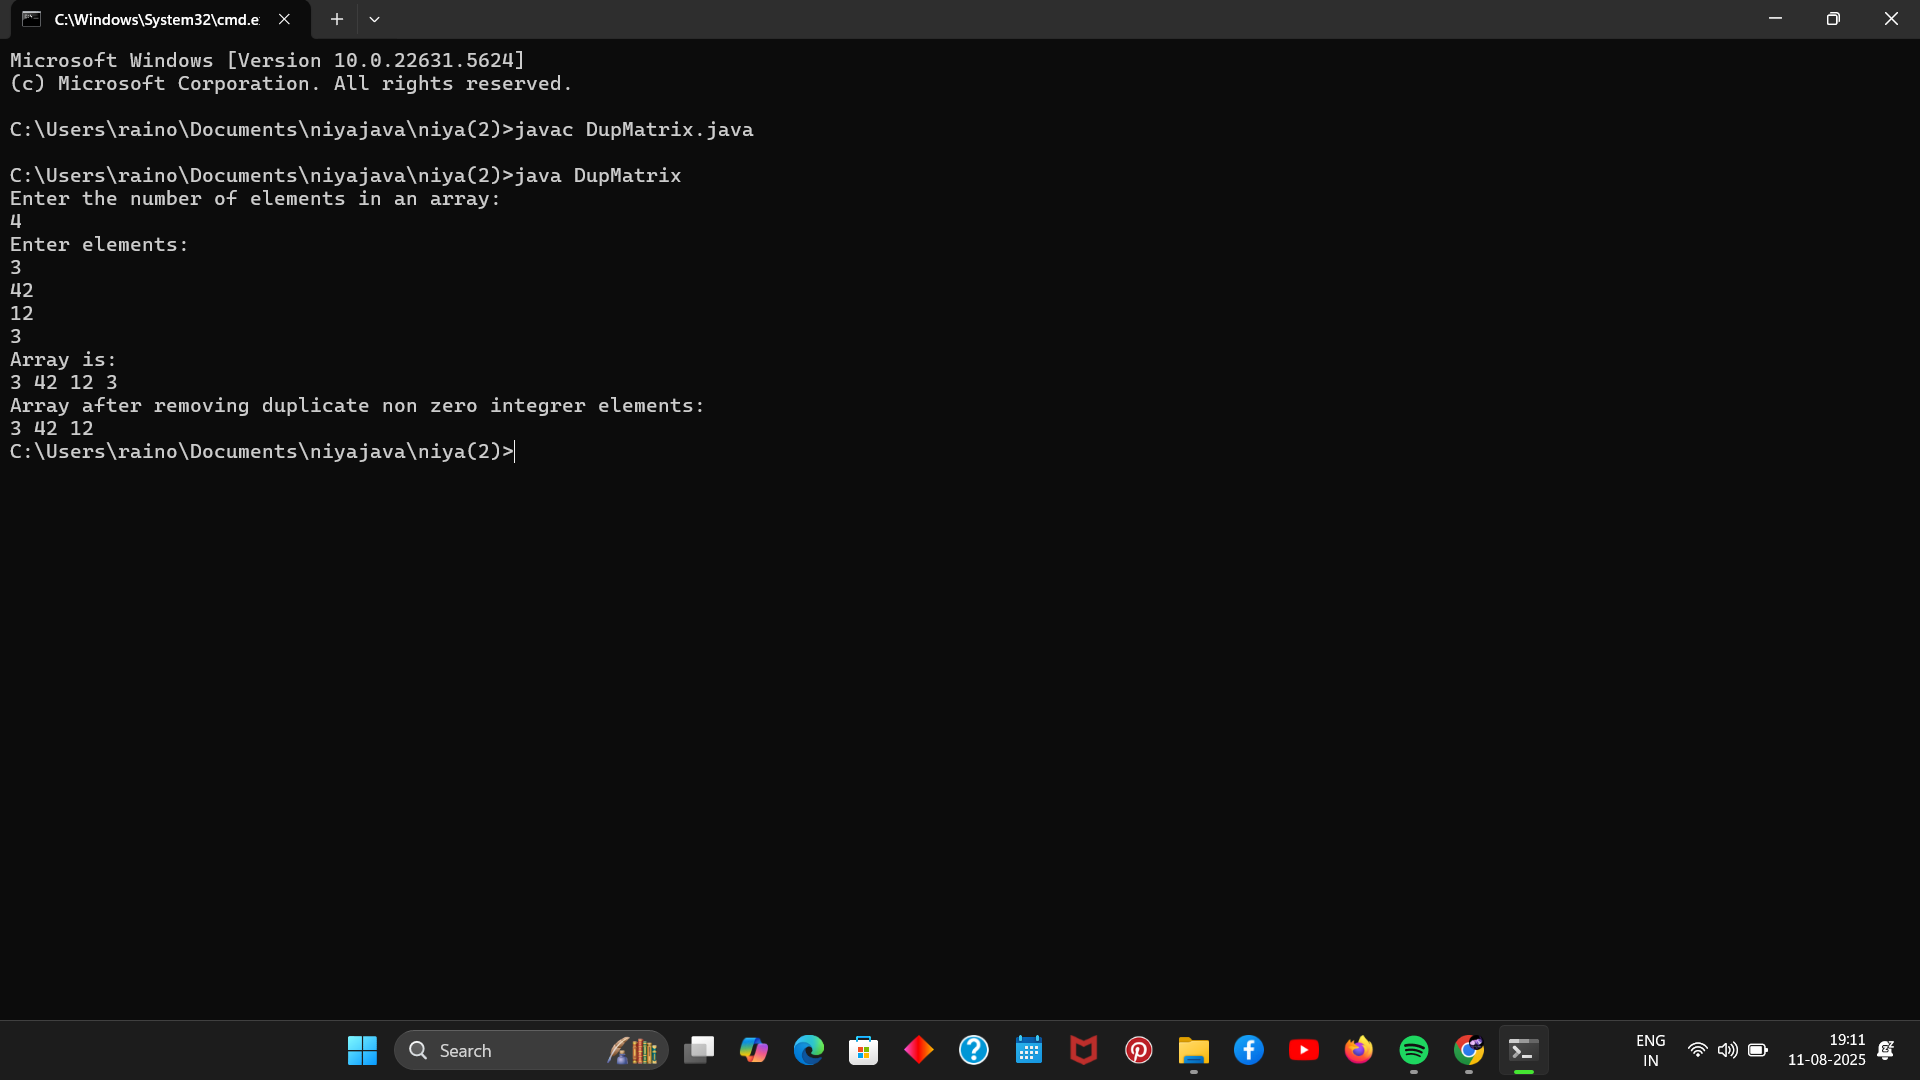 C:\Windows\System32\cmd.e
Microsoft Windows [Version 10.0.22631.5624]
(c) Microsoft Corporation. All rights reserved.
C:\Users\raino\Documents\niyajava\niya(2)>javac DupMatrix.java
C:\Users\raino\Documents\niyajava\niya(2)>java DupMatrix
Enter the number of elements in an array:
4
Enter elements:
3
42
12
3
Array is:
3 42 12 3
Array after removing duplicate non zero integrer elements:
3 42 12
C:\Users\raino\Documents\niyajava\niya(2)>
Search
ENG
IN
19:11
11-08-2025